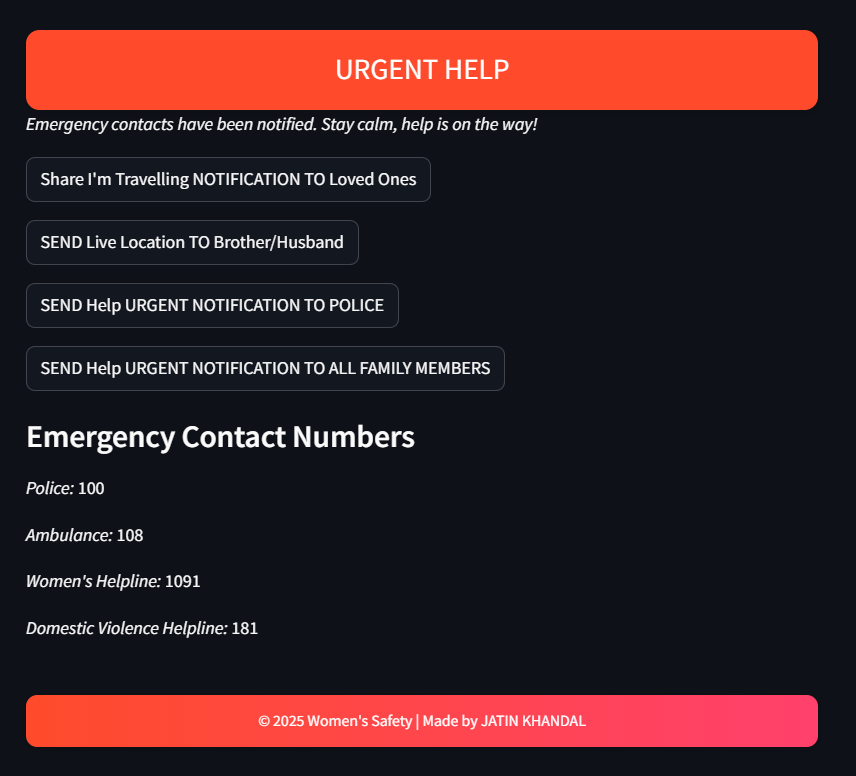 URGENT HELP
Emergency contacts have been notified. Stay calm, help is on the way!
Share I'm Travelling NOTIFICATION TO Loved Ones
SEND Live Location TO Brother/Husband
SEND Help URGENT NOTIFICATION TO POLICE
SEND Help URGENT NOTIFICATION TO ALL FAMILY MEMBERS
Emergency Contact Numbers
Police: 100
Ambulance: 108
Women's Helpline: 1091
Domestic Violence Helpline: 181
© 2025 Women's Safety | Made by JATIN KHANDAL